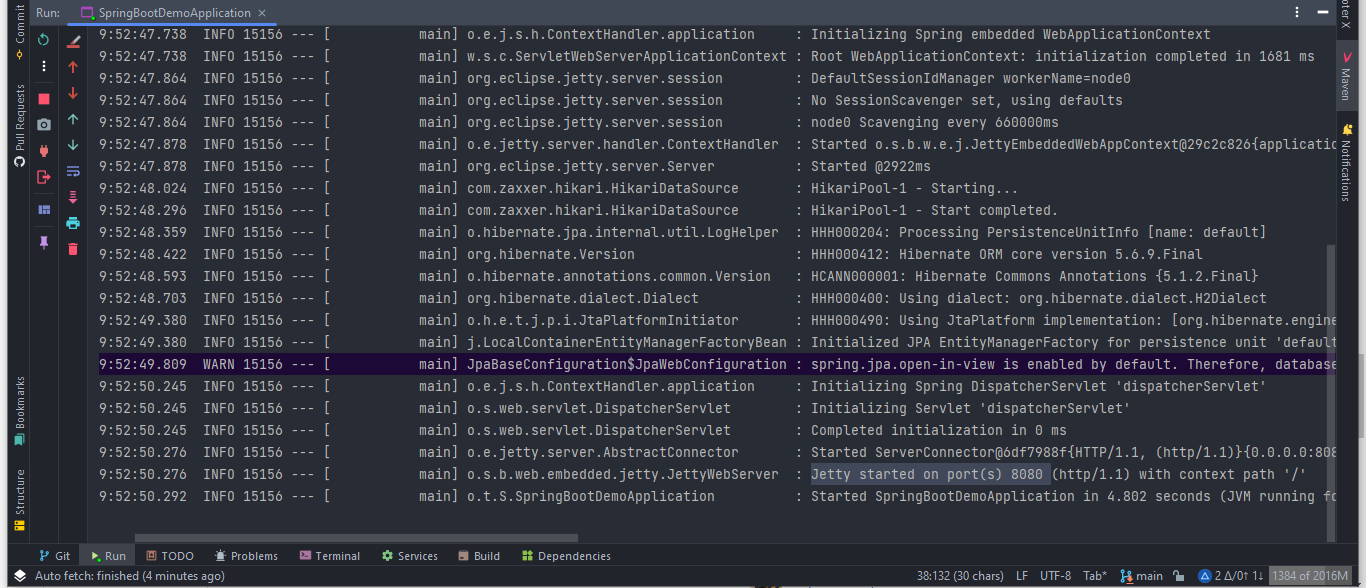 Run: SpringBootDemoApplication ×
9:52:47.738 INFO 15156 --- [ main] o.e.j.s.h.ContextHandler.application : Initializing Spring embedded WebApplicationContext
9:52:47.738 INFO 15156 --- [ main] w.s.c.ServletWebServerApplicationContext : Root WebApplicationContext: initialization completed in 1681 ms
9:52:47.864 INFO 15156 --- [ main] org.eclipse.jetty.server.session : DefaultSessionIdManager workerName=node0
9:52:47.864 INFO 15156 --- [ main] org.eclipse.jetty.server.session : No SessionScavenger set, using defaults
9:52:47.864 INFO 15156 --- [ main] org.eclipse.jetty.server.session : node0 Scavenging every 660000ms
9:52:47.878 INFO 15156 --- [ main] o.e.jetty.server.handler.ContextHandler : Started o.s.b.w.e.j.JettyEmbeddedWebAppContext@29c2c826{applicatio
9:52:47.878 INFO 15156 --- [ main] org.eclipse.jetty.server.Server : Started @2922ms
9:52:48.024 INFO 15156 --- [ main] com.zaxxer.hikari.HikariDataSource : HikariPool-1 - Starting...
9:52:48.296 INFO 15156 --- [ main] com.zaxxer.hikari.HikariDataSource : HikariPool-1 - Start completed.
9:52:48.359 INFO 15156 --- [ main] o.hibernate.jpa.internal.util.LogHelper : HHH000204: Processing PersistenceUnitInfo [name: default]
9:52:48.422 INFO 15156 --- [ main] org.hibernate.Version : HHH000412: Hibernate ORM core version 5.6.9.Final
9:52:48.593 INFO 15156 --- [ main] o.hibernate.annotations.common.Version : HCANN000001: Hibernate Commons Annotations {5.1.2.Final}
9:52:48.703 INFO 15156 --- [ main] org.hibernate.dialect.Dialect : HHH000400: Using dialect: org.hibernate.dialect.H2Dialect
9:52:49.380 INFO 15156 --- [ main] o.h.e.t.j.p.i.JtaPlatformInitiator : HHH000490: Using JtaPlatform implementation: [org.hibernate.engine
9:52:49.380 INFO 15156 --- [ main] j.LocalContainerEntityManagerFactoryBean : Initialized JPA EntityManagerFactory for persistence unit 'default
9:52:49.809 WARN 15156 --- [ main] JpaBaseConfiguration$JpaWebConfiguration : spring.jpa.open-in-view is enabled by default. Therefore, database
9:52:50.245 INFO 15156 --- [ main] o.e.j.s.h.ContextHandler.application : Initializing Spring DispatcherServlet 'dispatcherServlet'
9:52:50.245 INFO 15156 --- [ main] o.s.web.servlet.DispatcherServlet : Initializing Servlet 'dispatcherServlet'
9:52:50.245 INFO 15156 --- [ main] o.s.web.servlet.DispatcherServlet : Completed initialization in 0 ms
9:52:50.276 INFO 15156 --- [ main] o.e.jetty.server.AbstractConnector : Started ServerConnector@6df7988f{HTTP/1.1, (http/1.1)}{0.0.0.0:808
9:52:50.276 INFO 15156 --- [ main] o.s.b.web.embedded.jetty.JettyWebServer : Jetty started on port(s) 8080 (http/1.1) with context path '/'
9:52:50.292 INFO 15156 --- [ main] o.t.S.SpringBootDemoApplication : Started SpringBootDemoApplication in 4.802 seconds (JVM running fo
Commit
Pull Requests
Bookmarks
Structure
oter X
Maven
Notifications
Git Run TODO Problems Terminal Services Build Dependencies
Auto fetch: finished (4 minutes ago) 38:132 (30 chars) LF UTF-8 Tab* main 2 Δ/0↑ 1↓ 1384 of 2016M